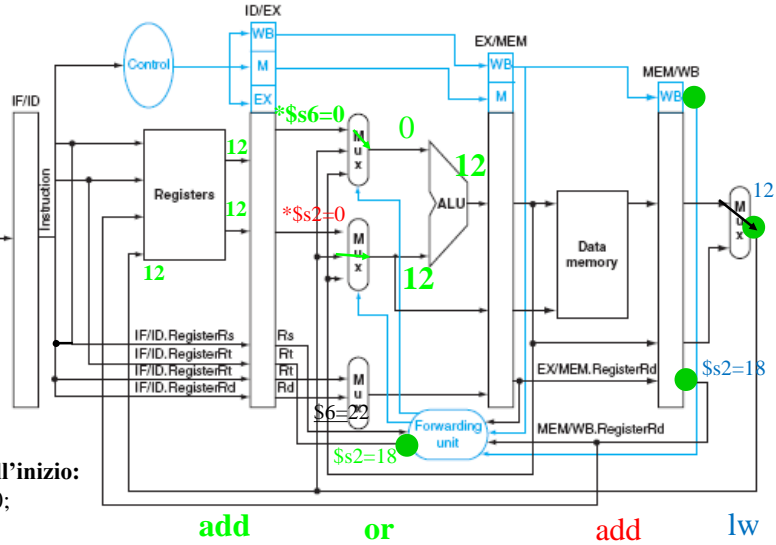 ID/EX
WB
EX/MEM
Control
M
WB
MEM/WB
IF/ID
EX
M
WB
*$s6=0
0
12
M
u
x
12
12
Instruction
Registers
ALU
M
u
x
12
*$s2=0
M
u
x
Data
memory
12
12
IF/ID.RegisterRs
Rs
IF/ID.RegisterRt
Rt
IF/ID.RegisterRt
Rt
M
u
x
EX/MEM.RegisterRd
$s2=18
IF/ID.RegisterRd
Rd
$6=22
Forwarding
unit
MEM/WB.RegisterRd
$s2=18
ll'inizio:
);
add
or
add
lw